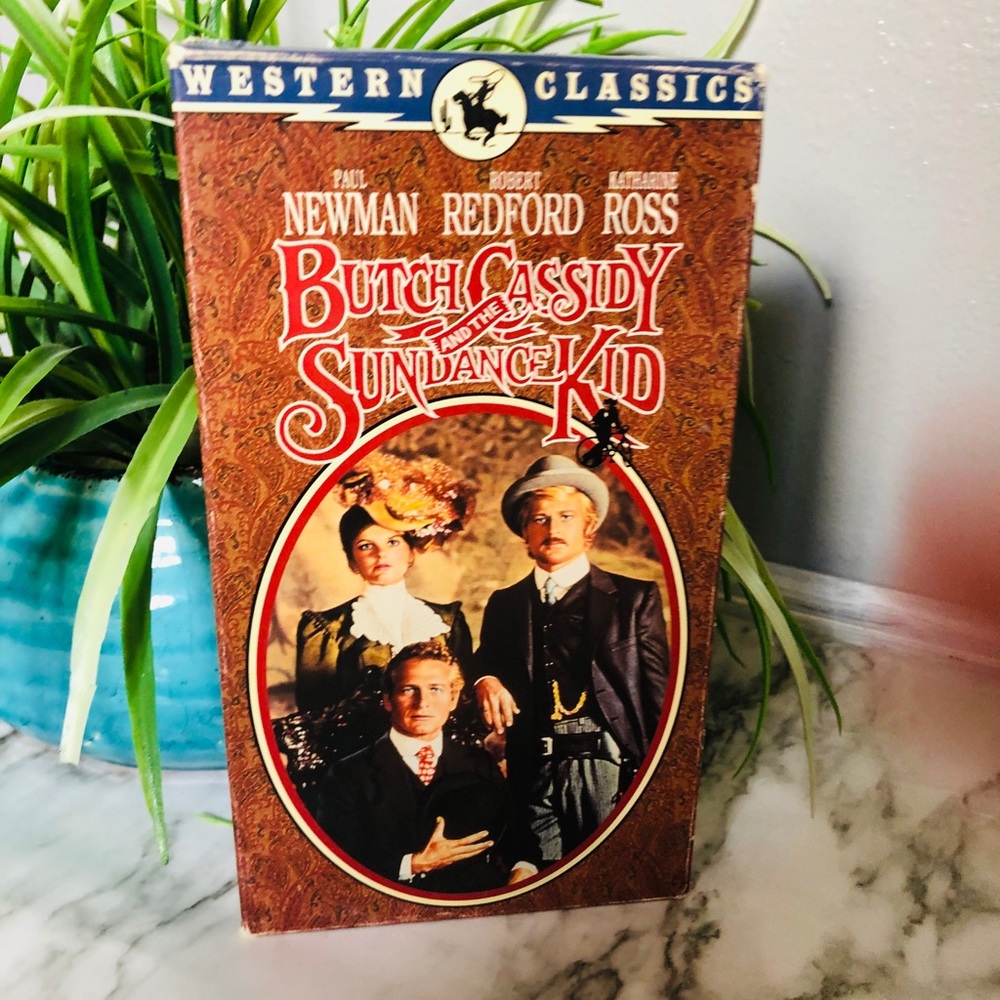 WESTERN CLASSICS
PAUL ROBERT KATHARINE
NEWMAN REDFORD ROSS
BUTCH CASSIDY
AND THE
SUNDANCE KID